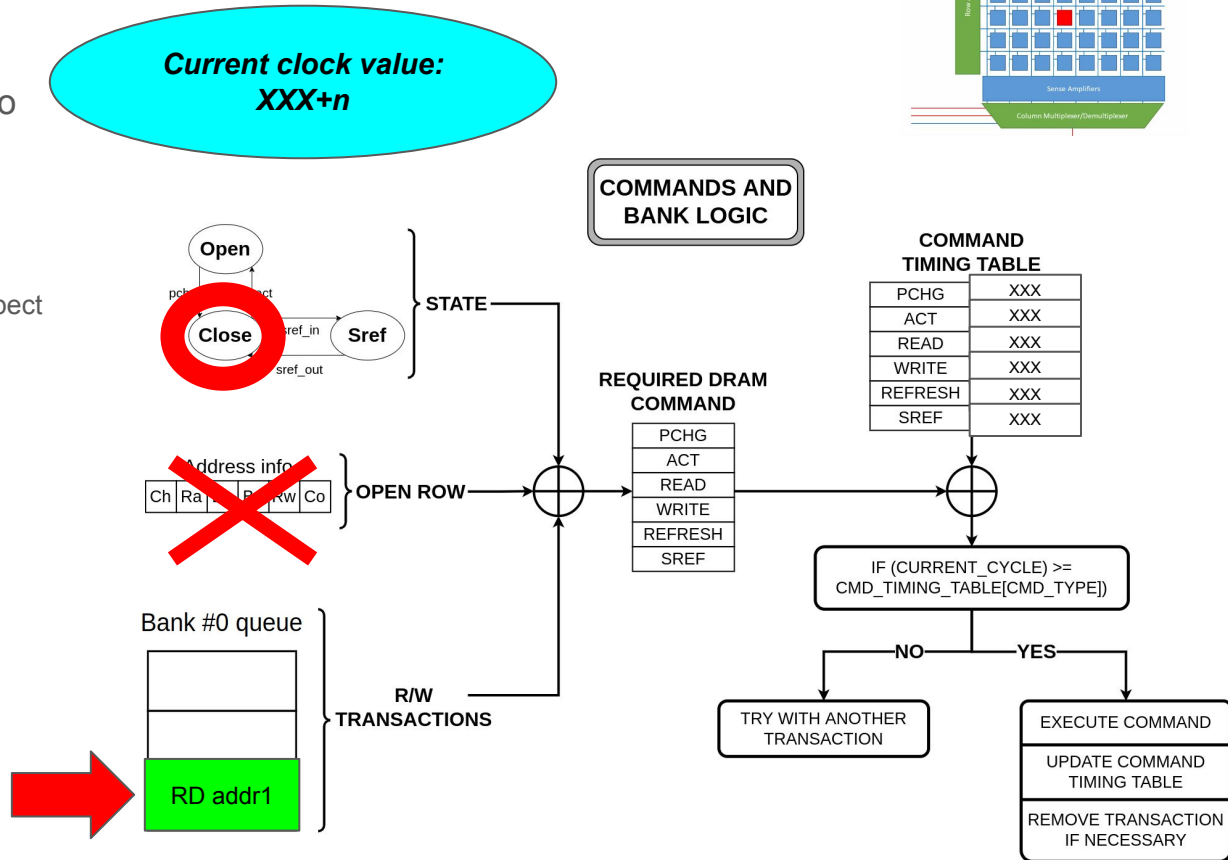 Current clock value:
XXX+n
Row
Sense Amplifiers
Column Multiplexer/Demultiplexer
COMMANDS AND
BANK LOGIC
Open
Close
sref_in
Sref
sref_out
STATE
Address info
Ch Ra Rw Co
OPEN ROW
Bank #0 queue
RD addr1
R/W
TRANSACTIONS
REQUIRED DRAM
COMMAND
PCHG
ACT
READ
WRITE
REFRESH
SREF
COMMAND
TIMING TABLE
PCHG XXX
ACT XXX
READ XXX
WRITE XXX
REFRESH XXX
SREF XXX
IF (CURRENT_CYCLE) >=
CMD_TIMING_TABLE[CMD_TYPE])
NO
YES
TRY WITH ANOTHER
TRANSACTION
EXECUTE COMMAND
UPDATE COMMAND
TIMING TABLE
REMOVE TRANSACTION
IF NECESSARY